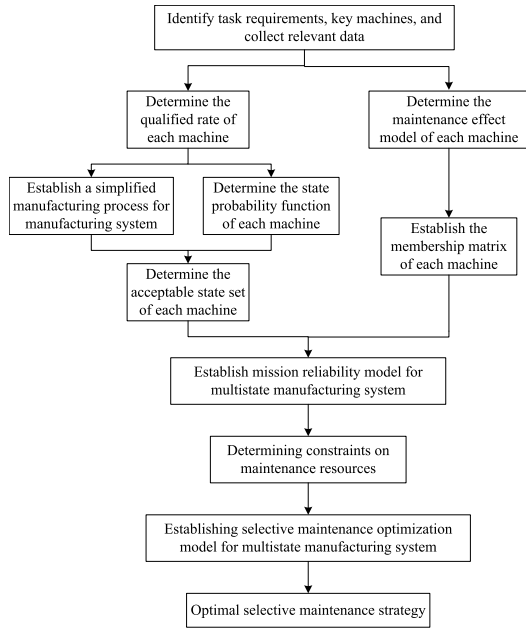 Identify task requirements, key machines, and
collect relevant data
Determine the
qualified rate of
each machine
Determine the
maintenance effect
model of each machine
Establish a simplified
manufacturing process for
manufacturing system
Determine the state
probability function
of each machine
Establish the
membership matrix
of each machine
Determine the
acceptable state set
of each machine
Establish mission reliability model for
multistate manufacturing system
Determining constraints on
maintenance resources
Establishing selective maintenance optimization
model for multistate manufacturing system
Optimal selective maintenance strategy